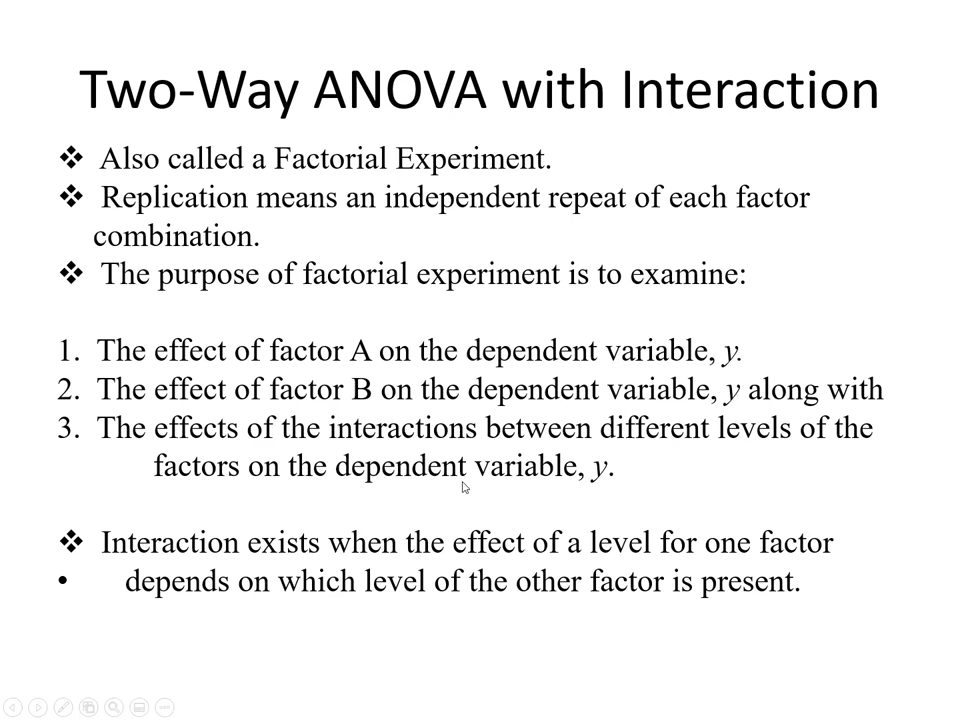 Two-Way ANOVA with Interaction
❖ Also called a Factorial Experiment.
❖ Replication means an independent repeat of each factor
combination.
❖ The purpose of factorial experiment is to examine:
1. The effect of factor A on the dependent variable, y.
2. The effect of factor B on the dependent variable, y along with
3. The effects of the interactions between different levels of the
factors on the dependent variable, y.
❖ Interaction exists when the effect of a level for one factor
• depends on which level of the other factor is present.